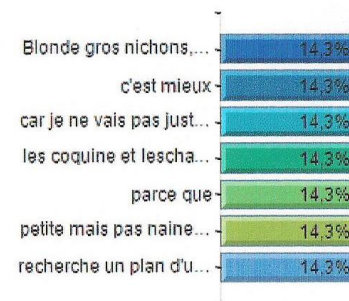 Blonde gros nichons,... 14,3%
c'est mieux 14,3%
car je ne vais pas just... 14,3%
les coquine et lescha... 14,3%
parce que 14,3%
petite mais pas naine... 14,3%
recherche un plan d'u... 14,3%